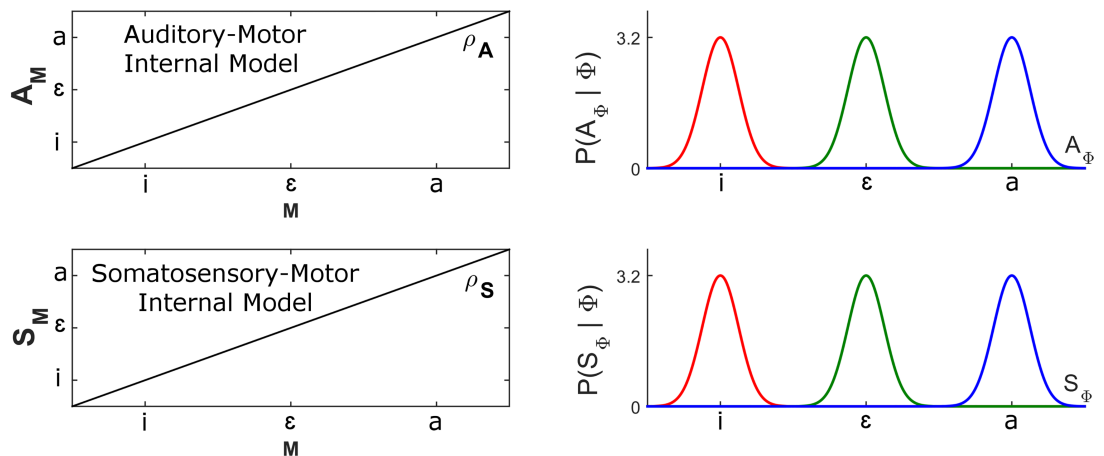 Auditory-Motor
Internal Model
ρA
AM
a
ε
i
i ε a
M
P(AΦ | Φ)
3.2
0
AΦ
i ε a
Somatosensory-Motor
Internal Model
ρS
SM
a
ε
i
i ε a
M
P(SΦ | Φ)
3.2
0
SΦ
i ε a